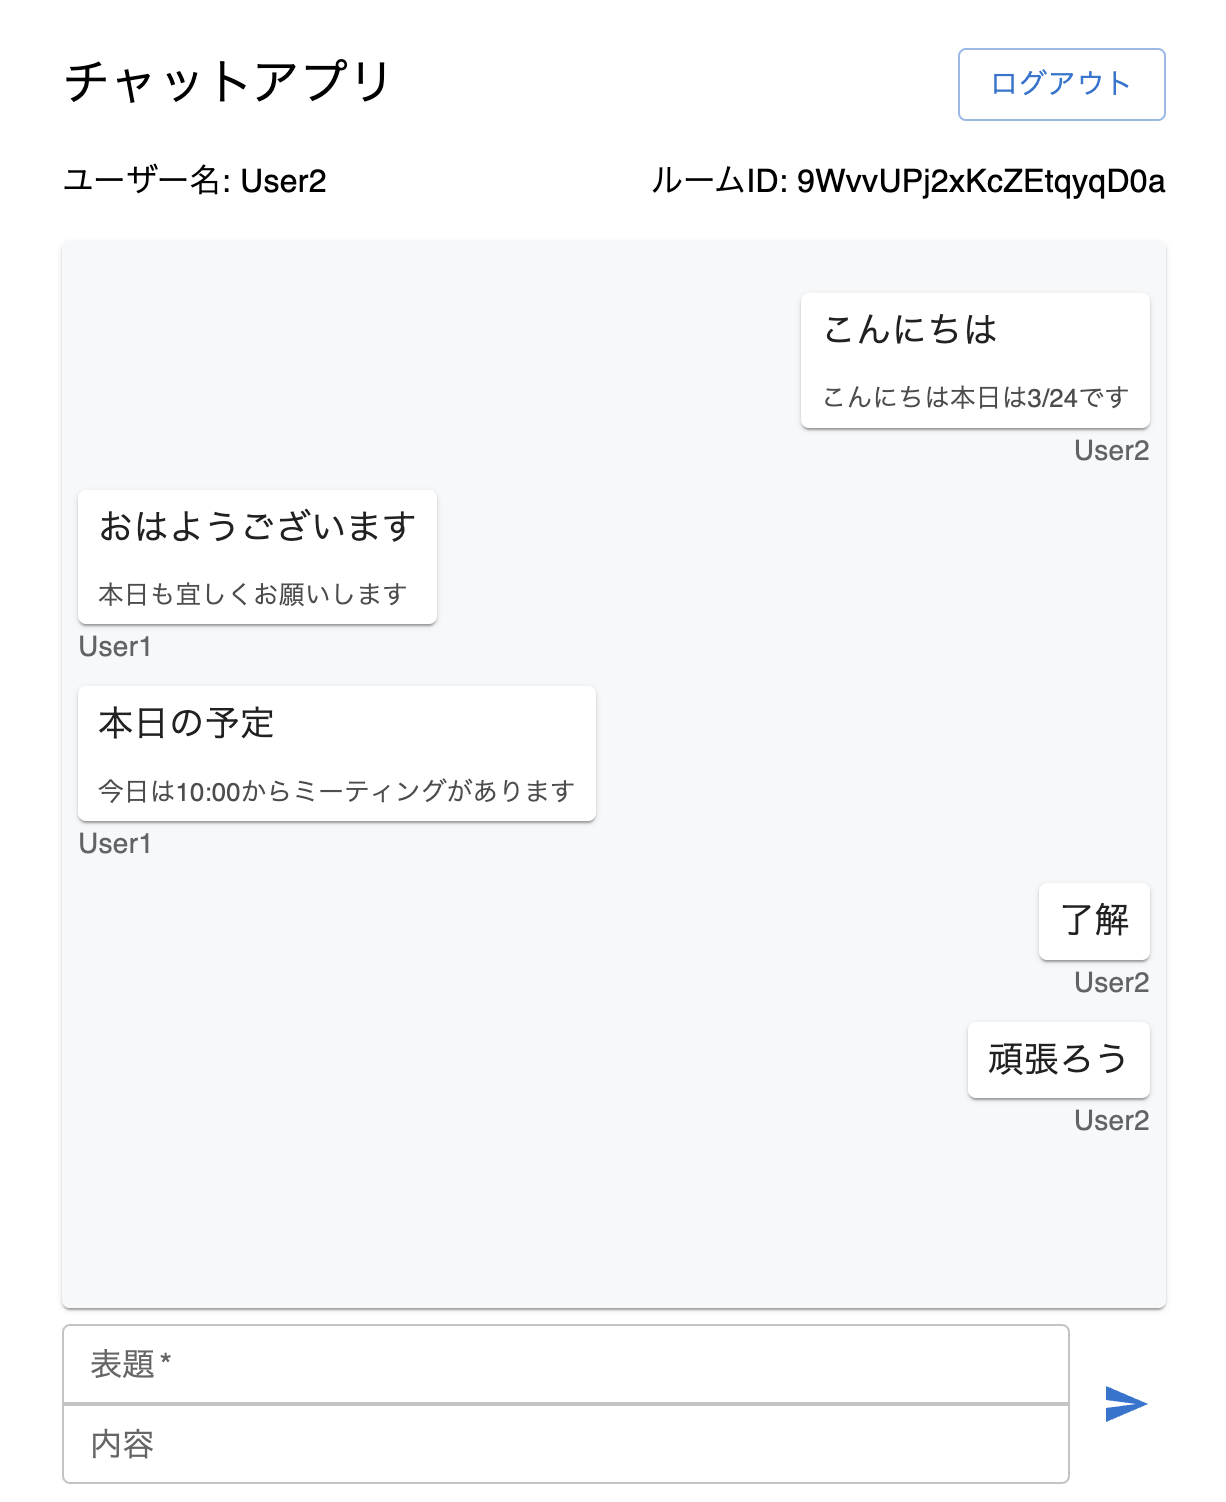 チャットアプリ
ログアウト
ユーザー名: User2
ルームID: 9WvvUPj2xKcZEtqyqD0a
こんにちは
こんにちは本日は3/24です
User2
おはようございます
本日も宜しくお願いします
User1
本日の予定
今日は10:00からミーティングがあります
User1
了解
User2
頑張ろう
User2
表題*
内容